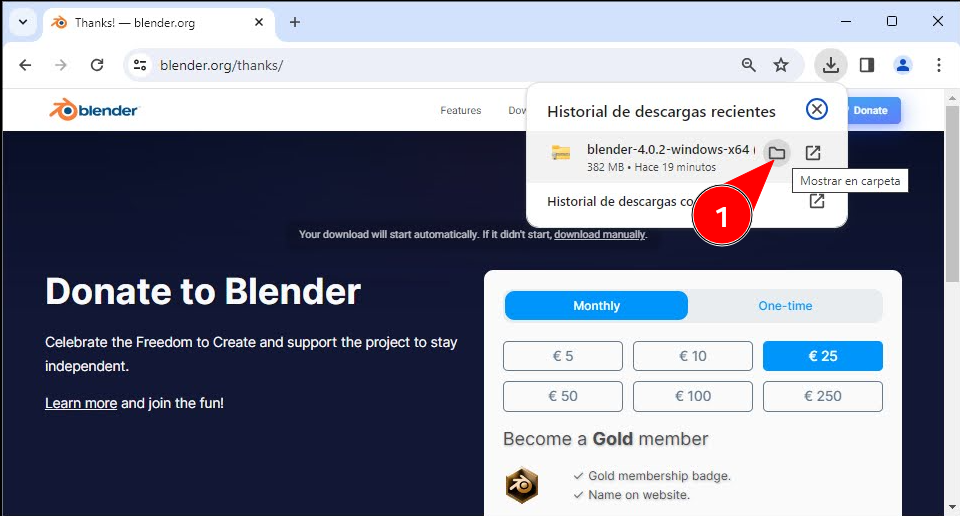 Thanks! — blender.org
blender.org/thanks/
blender
Features
Donate
Historial de descargas recientes
blender-4.0.2-windows-x64 (
382 MB • Hace 19 minutos
Mostrar en carpeta
Historial de descargas
1
Your download will start automatically. If it didn't start, download manually.
Donate to Blender
Celebrate the Freedom to Create and support the project to stay
independent.
Learn more and join the fun!
Monthly One-time
€ 5 € 10 € 25
€ 50 € 100 € 250
Become a Gold member
✓ Gold membership badge.
✓ Name on website.